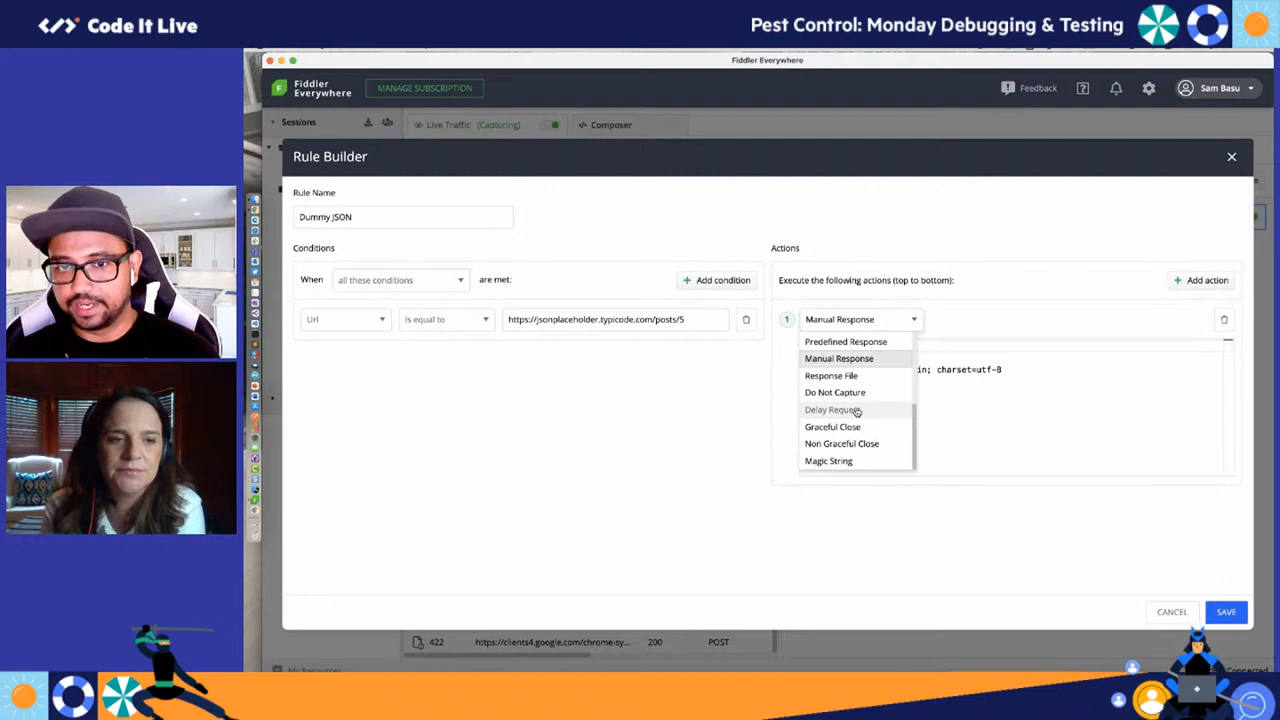 Code It Live
Pest Control: Monday Debugging & Testing
Fiddler Everywhere
Fiddler
Everywhere
MANAGE SUBSCRIPTION
Feedback
Sam Basu
Sessions
Live Traffic (Capturing)
Composer
Rule Builder
Rule Name
Dummy JSON
Conditions
When
all these conditions
are met:
+ Add condition
Url
Is equal to
https://jsonplaceholder.typicode.com/posts/5
Actions
Execute the following actions (top to bottom):
+ Add action
1
Manual Response
Predefined Response
Manual Response
Response File
in; charset=utf-8
Do Not Capture
Delay Request
Graceful Close
Non Graceful Close
Magic String
CANCEL
SAVE
422
https://clients4.google.com/chrome-sy...
200
POST